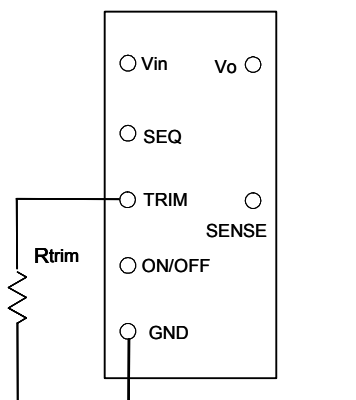 Vin
Vo
SEQ
TRIM
SENSE
Rtrim
ON/OFF
GND